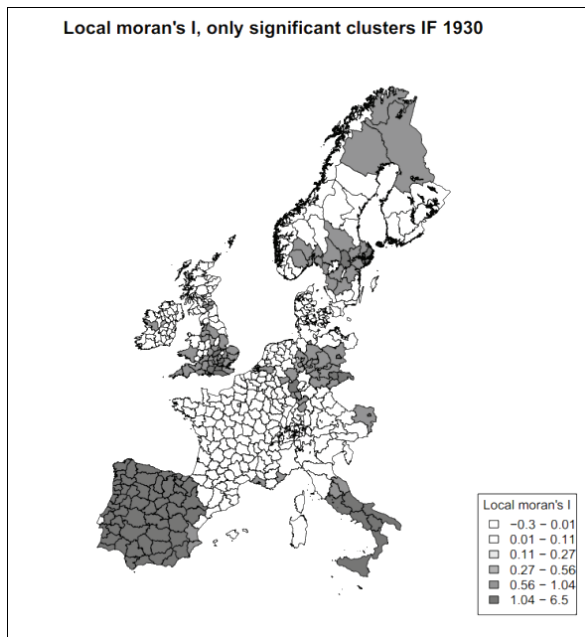 Local moran's I, only significant clusters IF 1930
Local moran's I
−0.3 − 0.01
0.01 − 0.11
0.11 − 0.27
0.27 − 0.56
0.56 − 1.04
1.04 − 6.5